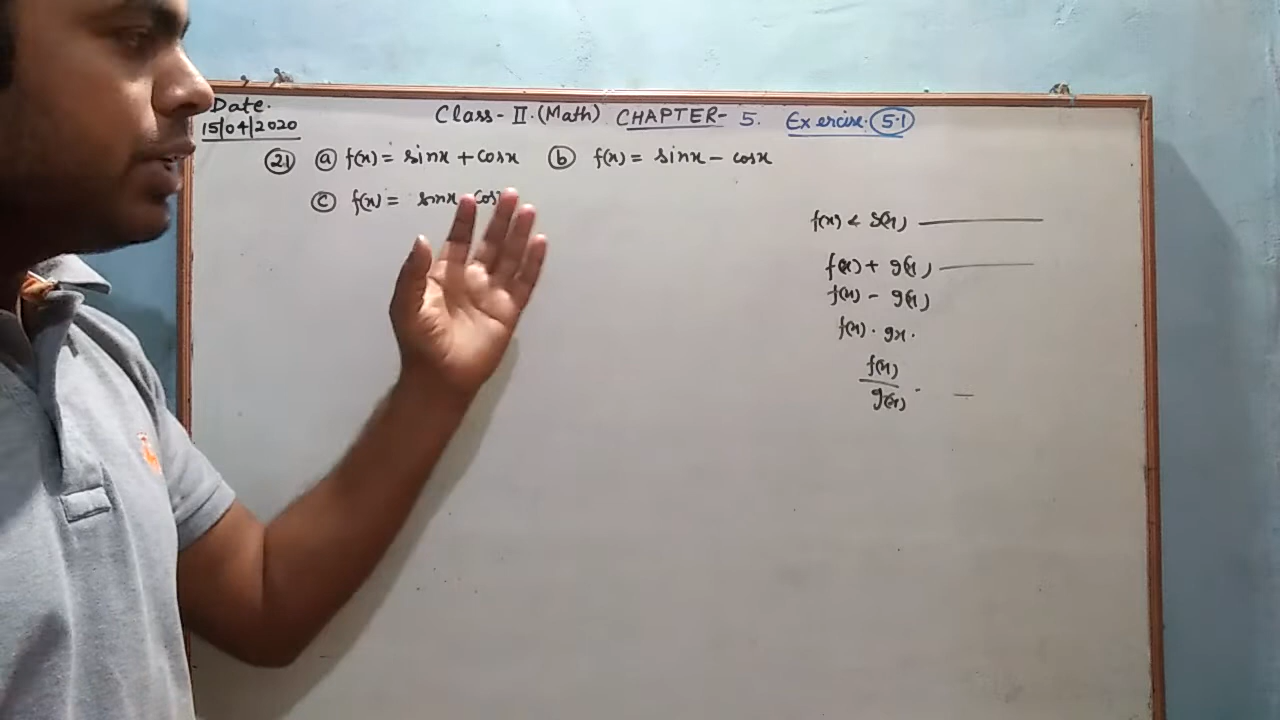 Date.
15/04/2020
Class - II. (Math) CHAPTER - 5. Exercise. 5.1
21 a f(x) = sinx + cosx b f(x) = sinx - cosx
c f(x) = sinx . cos
f(x) & g(x)
f(x) + g(x)
f(x) - g(x)
f(x) . gx.
f(x)
g(x)